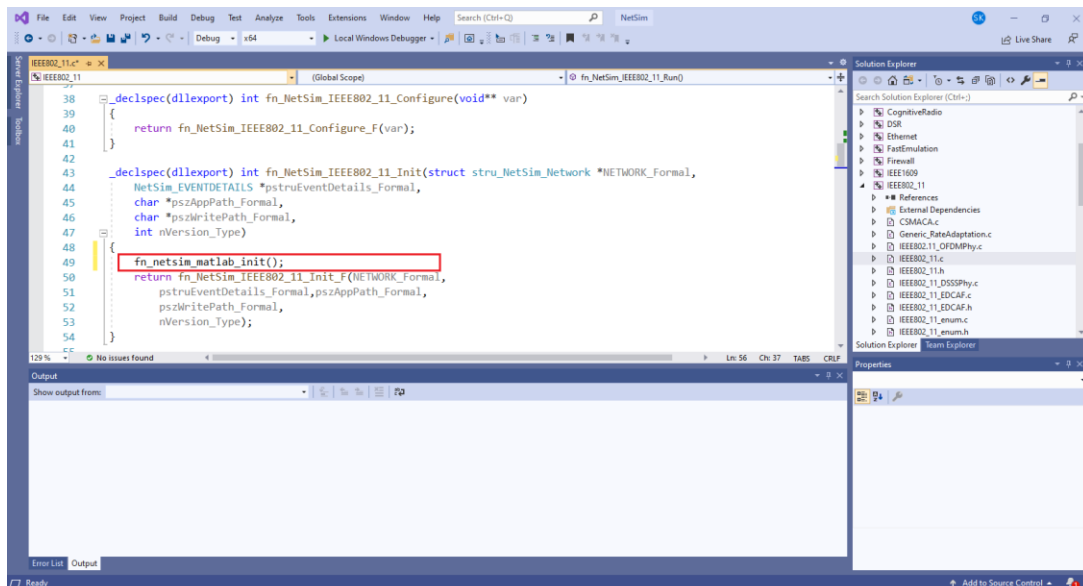 File Edit View Project Build Debug Test Analyze Tools Extensions Window Help Search (Ctrl+Q) NetSim SK
Debug x64 Local Windows Debugger Live Share
Server Explorer
Toolbox
IEEE802_11.c*
IEEE802_11 (Global Scope) fn_NetSim_IEEE802_11_Run()
38 _declspec(dllexport) int fn_NetSim_IEEE802_11_Configure(void** var)
39 {
40 return fn_NetSim_IEEE802_11_Configure_F(var);
41 }
42
43 _declspec(dllexport) int fn_NetSim_IEEE802_11_Init(struct stru_NetSim_Network *NETWORK_Formal,
44 NetSim_EVENTDETAILS *pstruEventDetails_Formal,
45 char *pszAppPath_Formal,
46 char *pszWritePath_Formal,
47 int nVersion_Type)
48 {
49 fn_netsim_matlab_init();
50 return fn_NetSim_IEEE802_11_Init_F(NETWORK_Formal,
51 pstruEventDetails_Formal,pszAppPath_Formal,
52 pszWritePath_Formal,
53 nVersion_Type);
54 }
129 % No issues found Ln: 56 Ch: 37 TABS CRLF
Output
Show output from:
Error List Output
Solution Explorer
Search Solution Explorer (Ctrl+;)
CognitiveRadio
DSR
Ethernet
FastEmulation
Firewall
IEEE1609
IEEE802_11
References
External Dependencies
CSMACA.c
Generic_RateAdaptation.c
IEEE802.11_OFDMPhy.c
IEEE802_11.c
IEEE802_11.h
IEEE802_11_DSSSPhy.c
IEEE802_11_EDCAF.c
IEEE802_11_EDCAF.h
IEEE802_11_enum.c
IEEE802_11_enum.h
Solution Explorer Team Explorer
Properties
Ready Add to Source Control